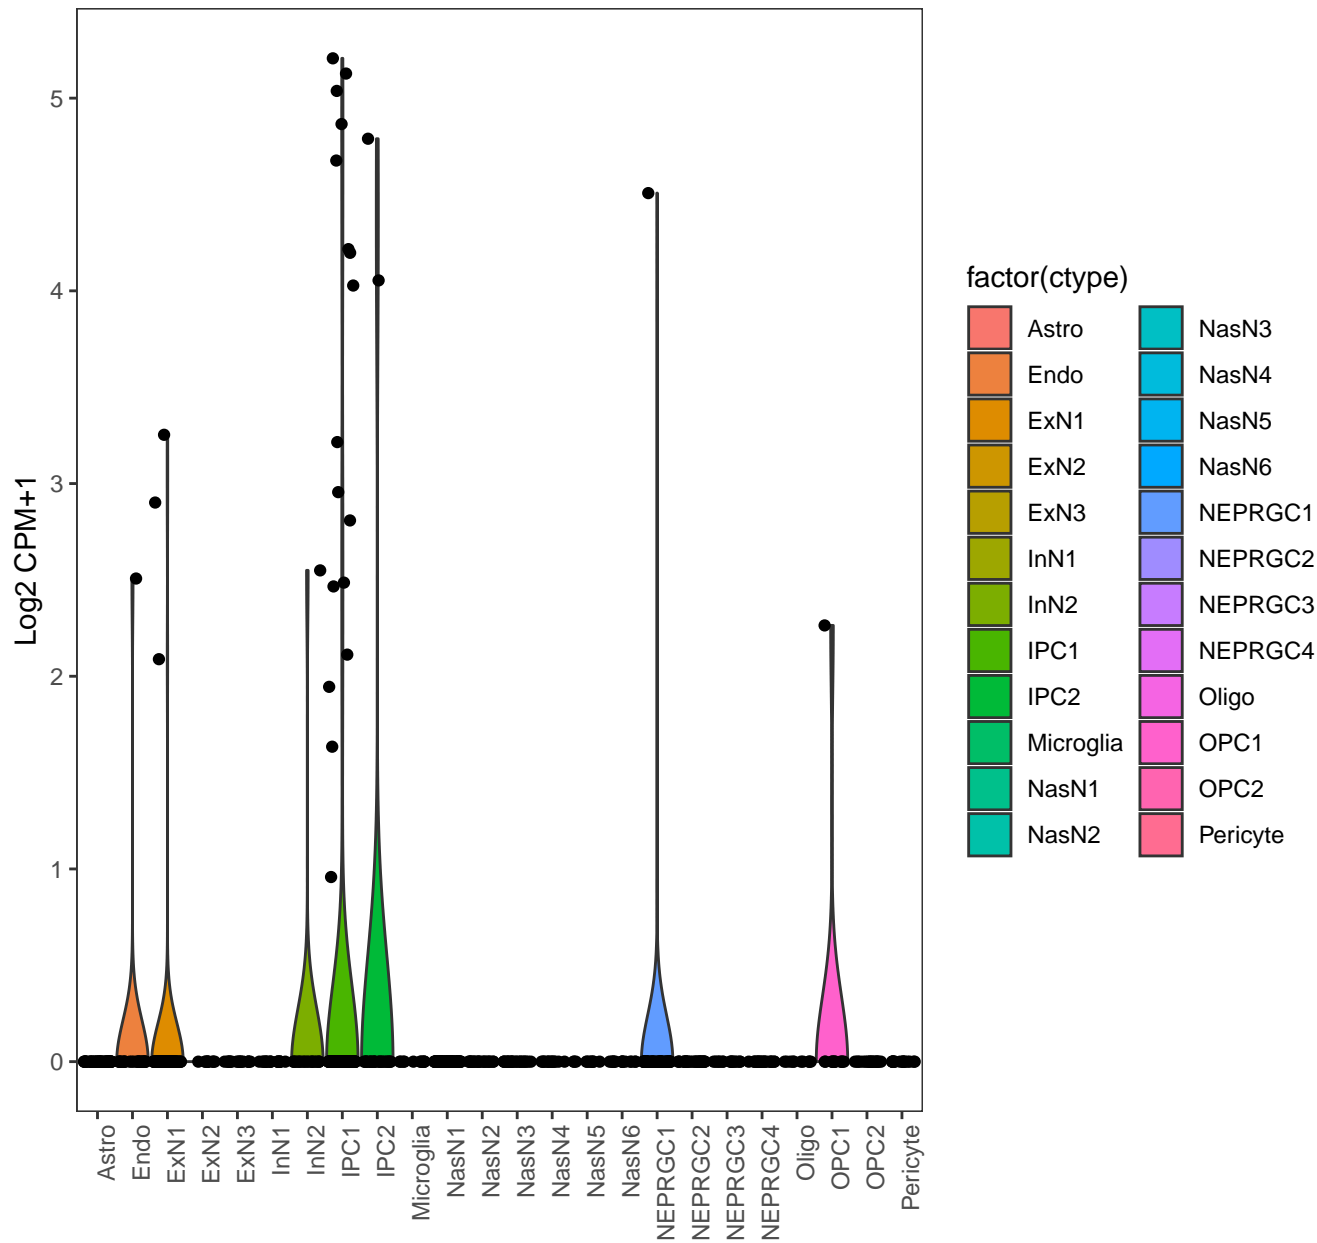 5
4
3
2
1
0
Log2 CPM+1
Astro
Endo
ExN1
ExN2
ExN3
InN1
InN2
IPC1
IPC2
Microglia
NasN1
NasN2
NasN3
NasN4
NasN5
NasN6
NEPRGC1
NEPRGC2
NEPRGC3
NEPRGC4
Oligo
OPC1
OPC2
Pericyte
factor(ctype)
Astro
Endo
ExN1
ExN2
ExN3
InN1
InN2
IPC1
IPC2
Microglia
NasN1
NasN2
NasN3
NasN4
NasN5
NasN6
NEPRGC1
NEPRGC2
NEPRGC3
NEPRGC4
Oligo
OPC1
OPC2
Pericyte